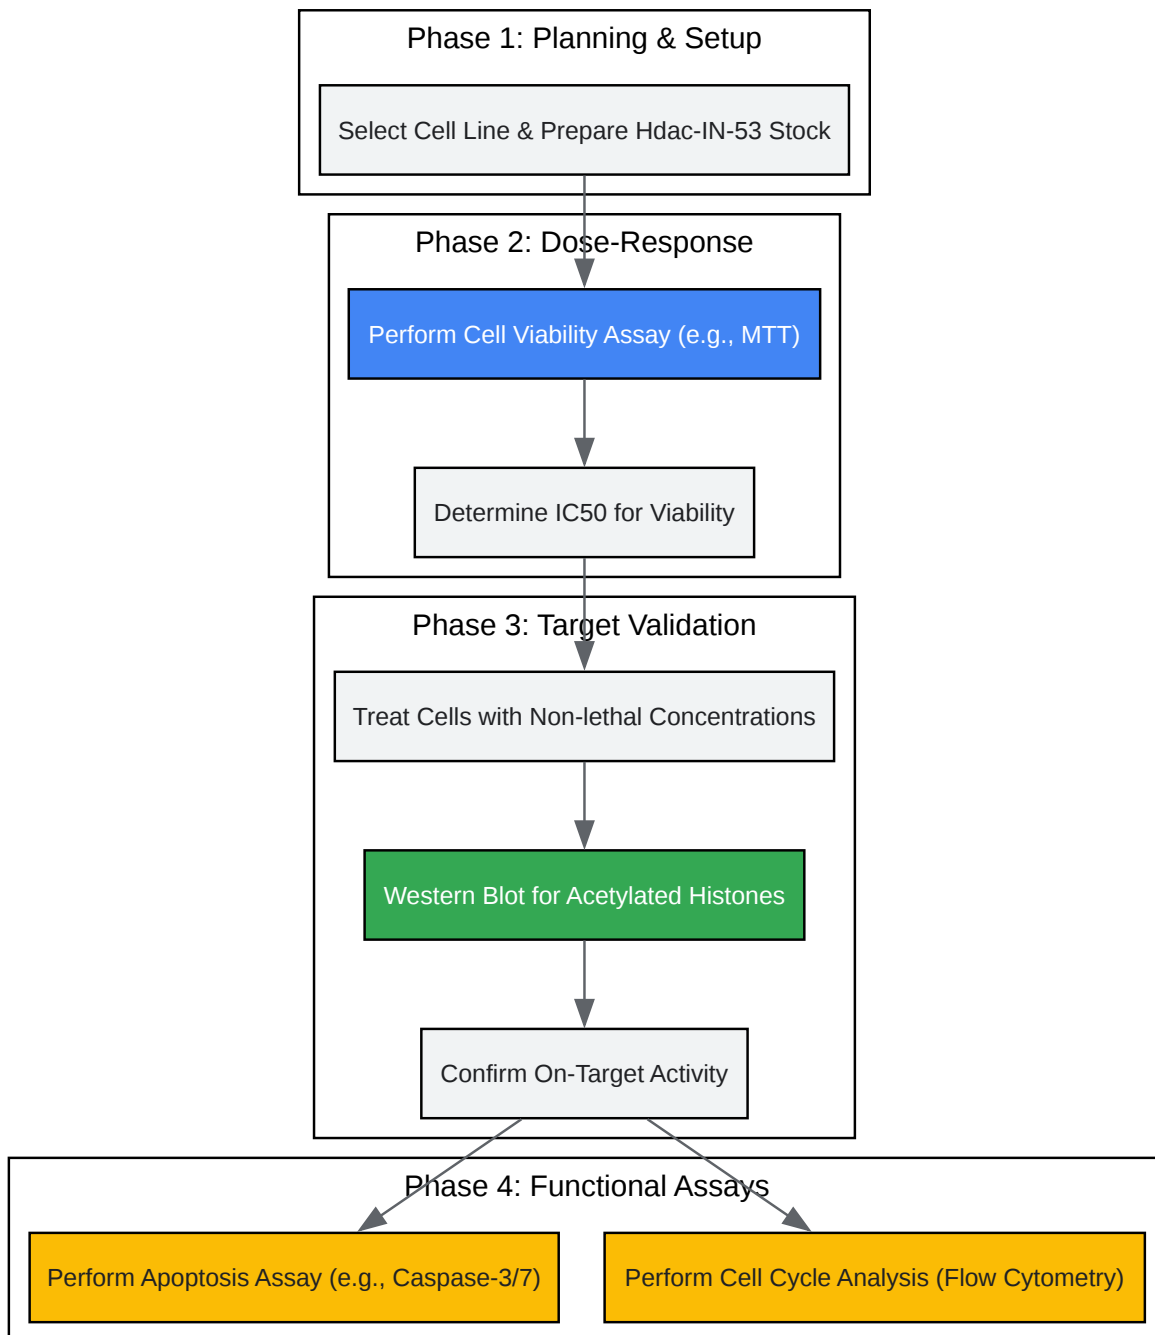 Phase 1: Planning & Setup
Select Cell Line & Prepare Hdac-IN-53 Stock
Phase 2: Dose-Response
Perform Cell Viability Assay (e.g., MTT)
Determine IC50 for Viability
Phase 3: Target Validation
Treat Cells with Non-lethal Concentrations
Western Blot for Acetylated Histones
Confirm On-Target Activity
Phase 4: Functional Assays
Perform Apoptosis Assay (e.g., Caspase-3/7)
Perform Cell Cycle Analysis (Flow Cytometry)